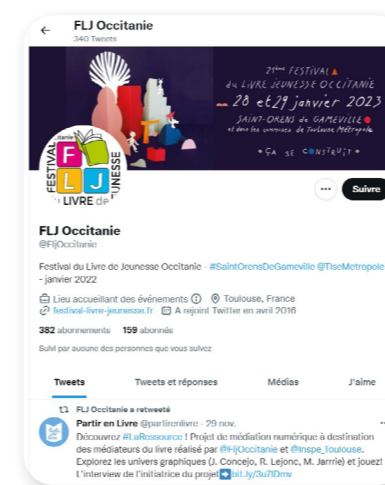 FLJ Occitanie
340 Tweets
21ème FESTIVAL
du LIVRE JEUNESSE OCCITANIE
28 et 29 janvier 2023
SAINT-ORENS de GAMEVILLE
et dans les communes de Toulouse Métropole
• ÇA SE CONSTRUIT •
FESTIVAL
Occitanie
F
L J
LIVRE de
JEUNESSE
Suivre
FLJ Occitanie
@FljOccitanie
Festival du Livre de Jeunesse Occitanie - #SaintOrensDeGameville @TlseMetropole
- janvier 2022
Lieu accueillant des événements Toulouse, France
festival-livre-jeunesse.fr A rejoint Twitter en avril 2016
382 abonnements 159 abonnés
Suivi par aucune des personnes que vous suivez
Tweets Tweets et réponses Médias J'aime
FLJ Occitanie a retweeté
Partir en Livre @partirenlivre · 29 nov.
Découvrez #LaRessource ! Projet de médiation numérique à destination
des médiateurs du livre réalisé par @FljOccitanie et @Inspe_Toulouse.
Explorez les univers graphiques (J. Concejo, R. Lejonc, M. Jarrrie) et jouez!
L'interview de l'initiatrice du projet bit.ly/3u7IDmv